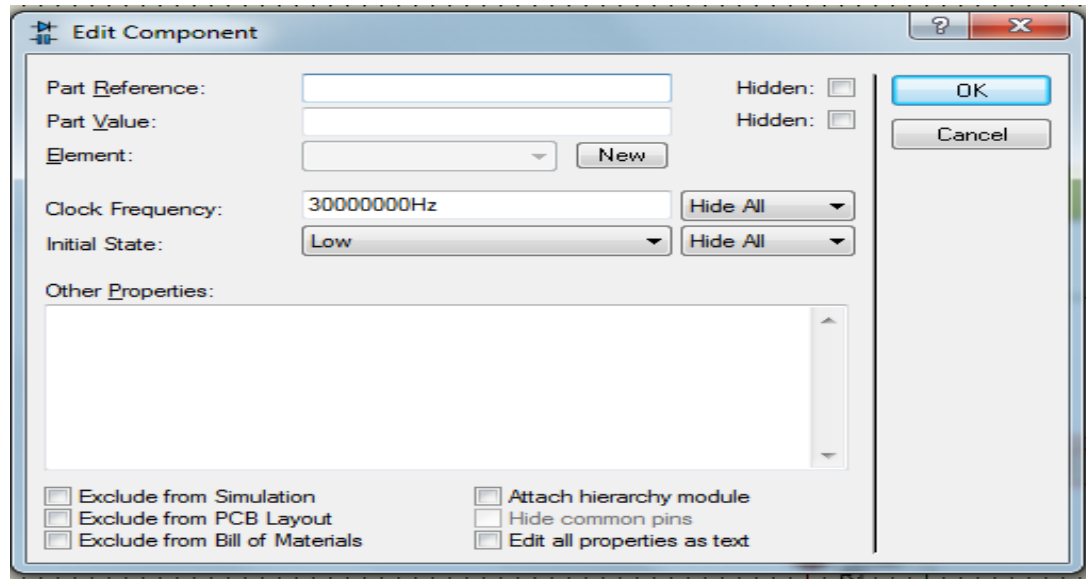 Edit Component
Part Reference: Hidden:
Part Value: Hidden:
Element: New
Clock Frequency: 30000000Hz Hide All
Initial State: Low Hide All
Other Properties:
Exclude from Simulation Attach hierarchy module
Exclude from PCB Layout Hide common pins
Exclude from Bill of Materials Edit all properties as text
OK
Cancel